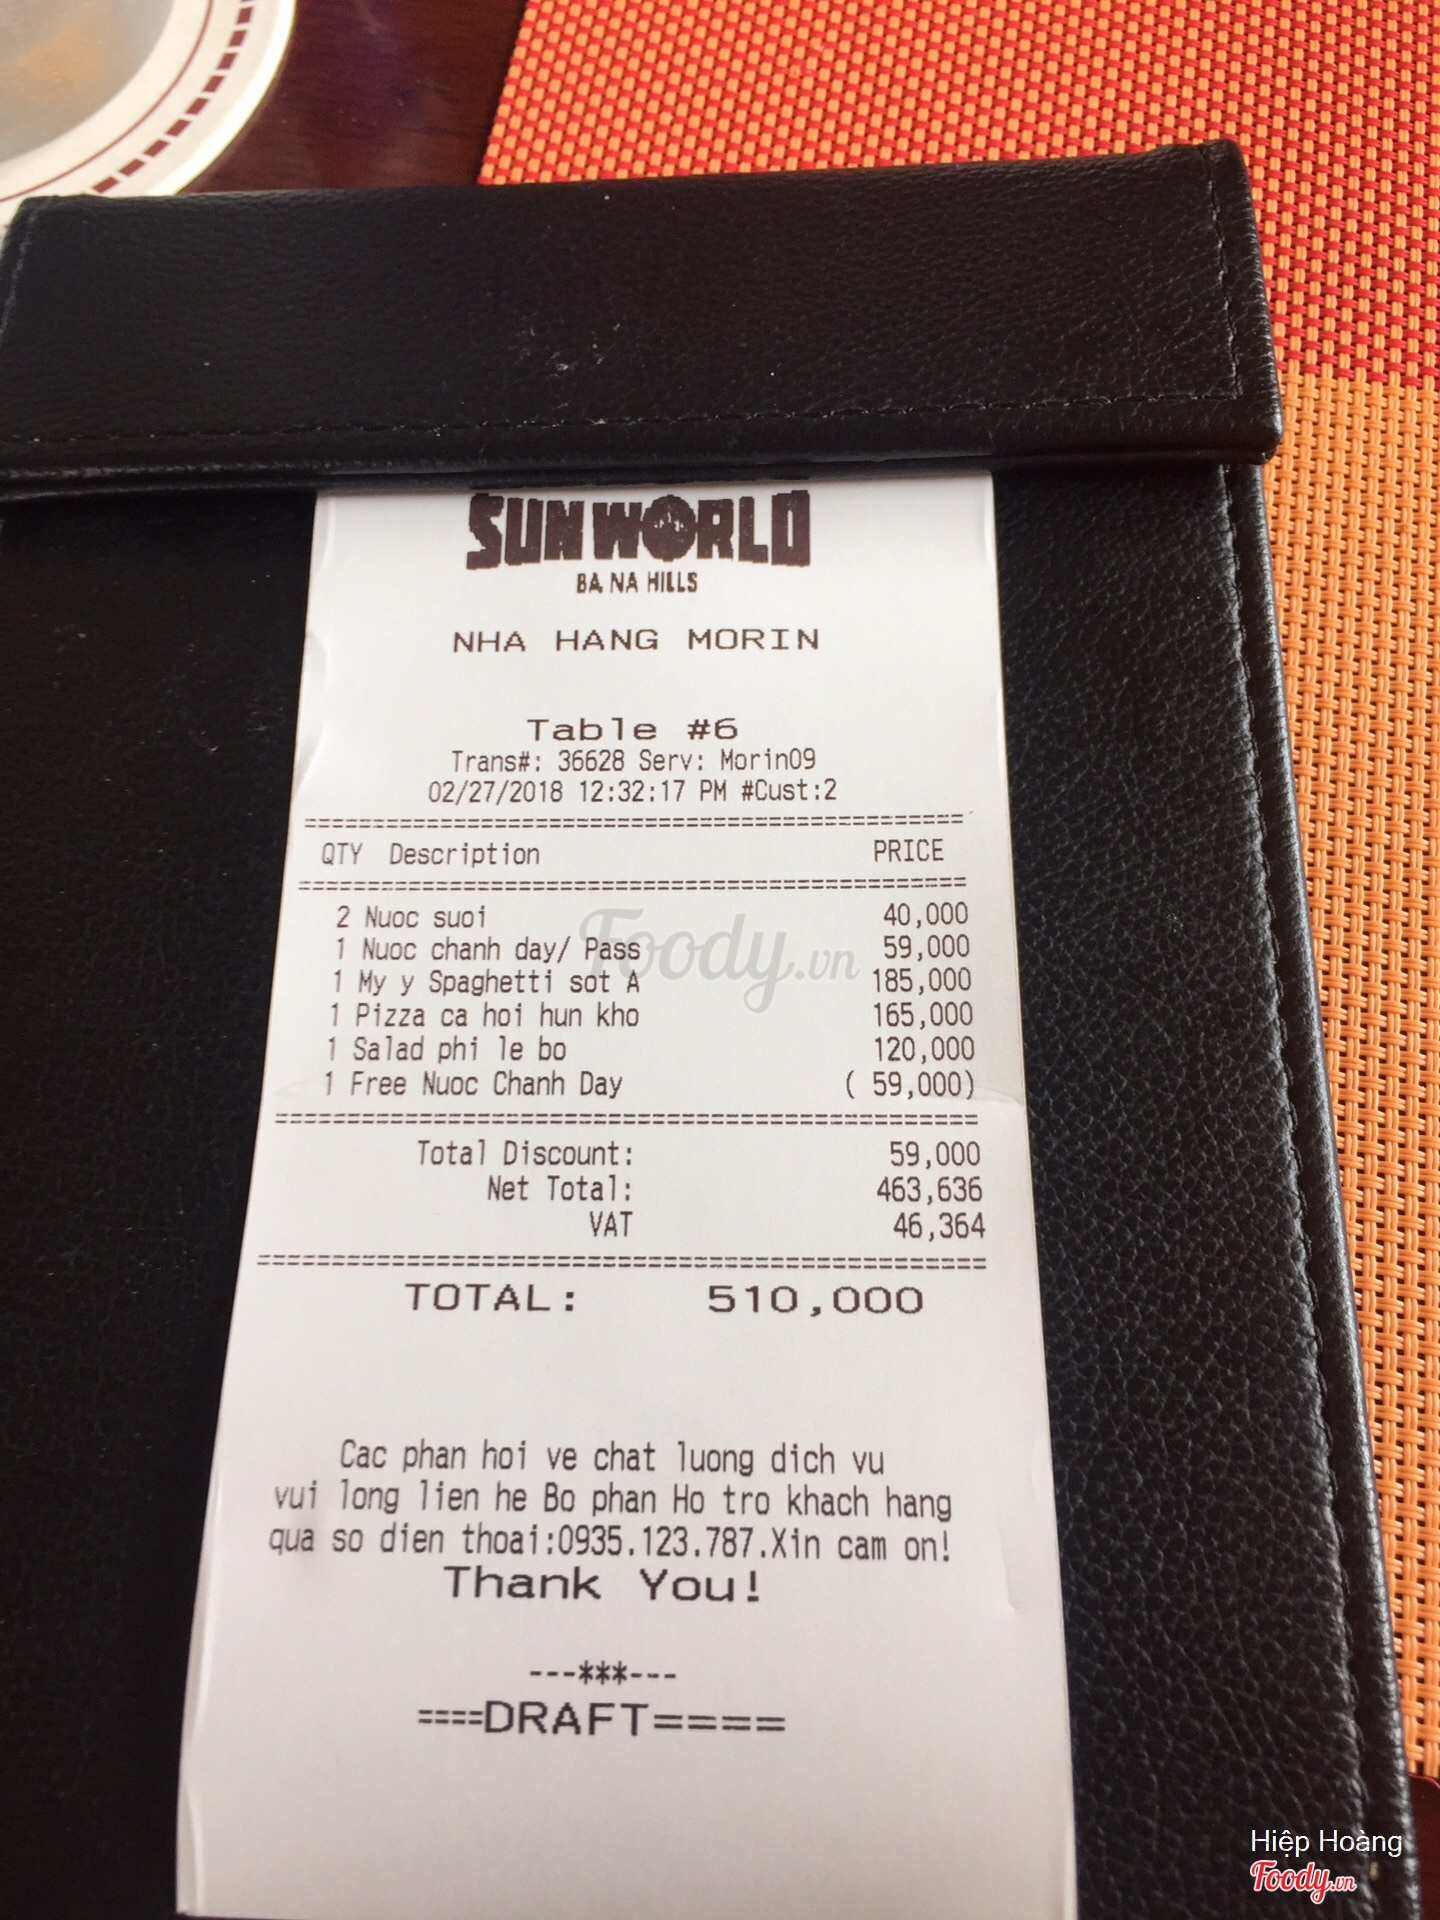 SUN WORLD
BA NA HILLS
NHA HANG MORIN
Table #6
Trans#: 36628 Serv: Morin09
02/27/2018 12:32:17 PM #Cust:2
===============================================
QTY Description PRICE
===============================================
2 Nuoc suoi 40,000
1 Nuoc chanh day/ Pass 59,000
1 My y Spaghetti sot A 185,000
1 Pizza ca hoi hun kho 165,000
1 Salad phi le bo 120,000
1 Free Nuoc Chanh Day ( 59,000)
===============================================
Total Discount: 59,000
Net Total: 463,636
VAT 46,364
===============================================
TOTAL: 510,000
Cac phan hoi ve chat luong dich vu
vui long lien he Bo phan Ho tro khach hang
qua so dien thoai:0935.123.787.Xin cam on!
Thank You!
---***---
====DRAFT====
Foody.vn
Hiệp Hoàng
Foody.vn